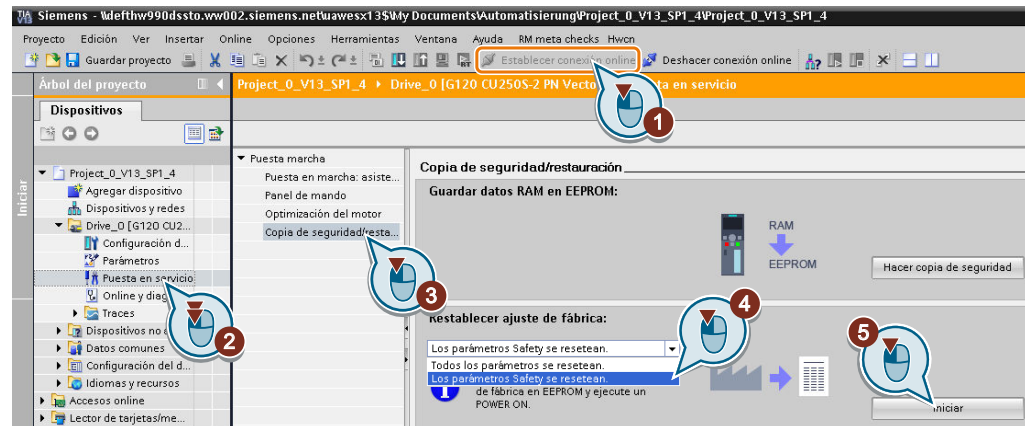 Siemens - \\defthw990dssto.ww002.siemens.net\uawesx13$\My Documents\Automatisierung\Project_0_V13_SP1_4\Project_0_V13_SP1_4
Proyecto Edición Ver Insertar Online Opciones Herramientas Ventana Ayuda RM meta checks Hwcn
Guardar proyecto Establecer conexión online Deshacer conexión online
Árbol del proyecto
Project_0_V13_SP1_4 Drive_0 [G120 CU250S-2 PN en servicio
1
Dispositivos
Iniciar
Project_0_V13_SP1_4
Agregar dispositivo
Dispositivos y redes
Drive_0 [G120 CU2...
Configuración d...
Parámetros
Puesta en servicio
Online y diag
Traces
2
Dispositivos no
Datos comunes
Configuración del d...
Idiomas y recursos
Accesos online
Lector de tarjetas/me...
Puesta marcha
Puesta en marcha: asiste...
Panel de mando
Optimización del motor
Copia de seguridad/resta...
3
Copia de seguridad/restauración
Guardar datos RAM en EEPROM:
RAM
EEPROM
Hacer copia de seguridad
4
Restablecer ajuste de fábrica:
5
Los parámetros Safety se resetean.
Todos los parámetros se resetean.
Los parámetros Safety se resetean.
de fábrica en EEPROM y ejecute un
POWER ON.
Iniciar